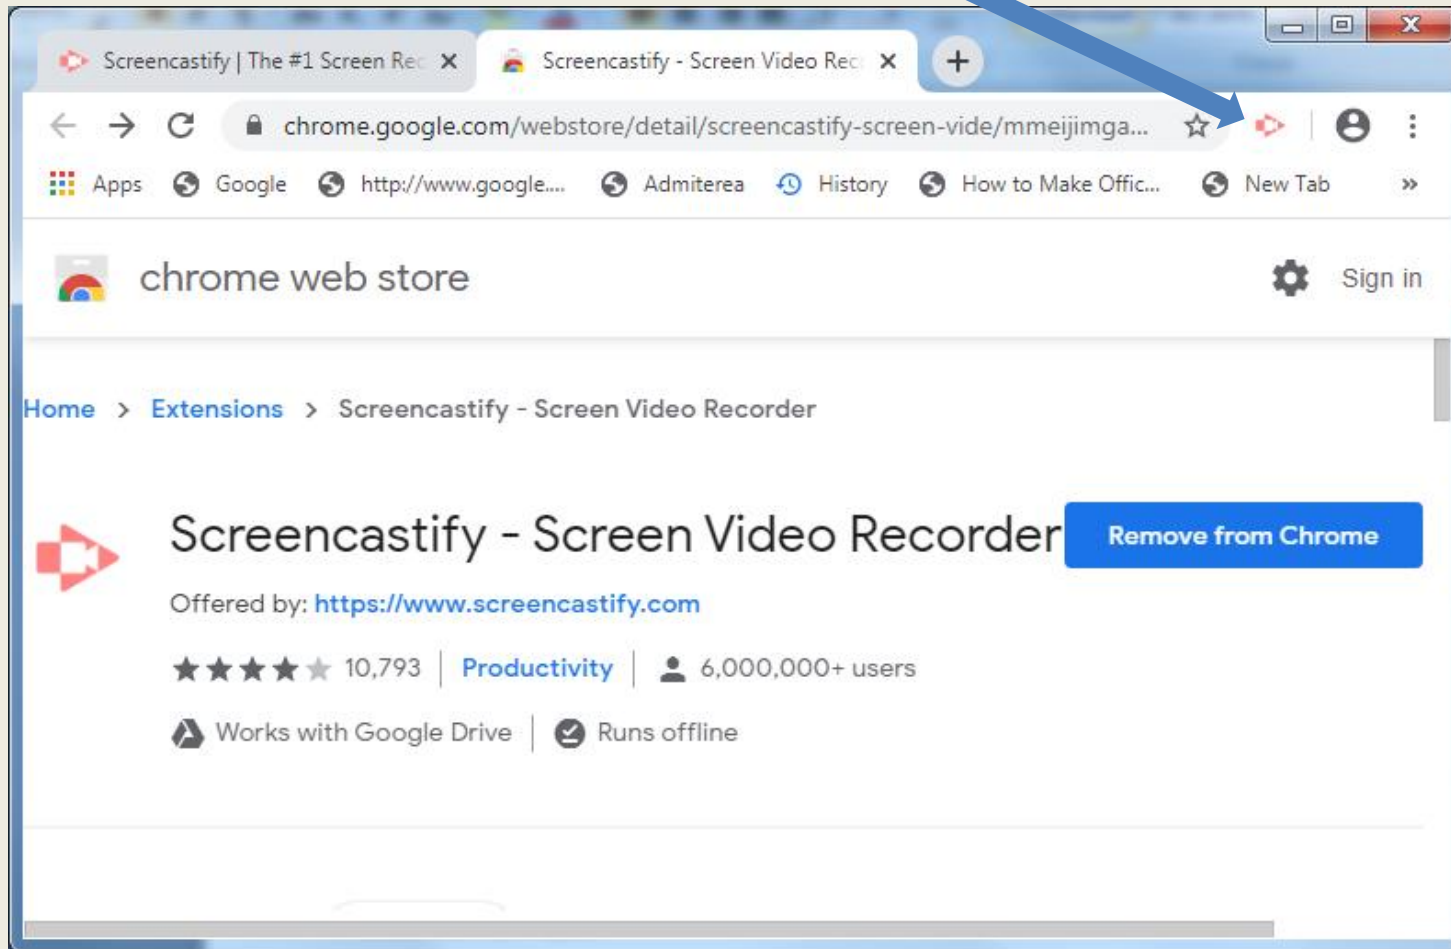 Screencastify | The #1 Screen Rec
Screencastify - Screen Video Rec
chrome.google.com/webstore/detail/screencastify-screen-vide/mmeijimga...
Apps Google http://www.google.... Admiterea History How to Make Offic... New Tab »
chrome web store Sign in
Home > Extensions > Screencastify - Screen Video Recorder
Screencastify - Screen Video Recorder Remove from Chrome
Offered by: https://www.screencastify.com
10,793 Productivity 6,000,000+ users
Works with Google Drive Runs offline